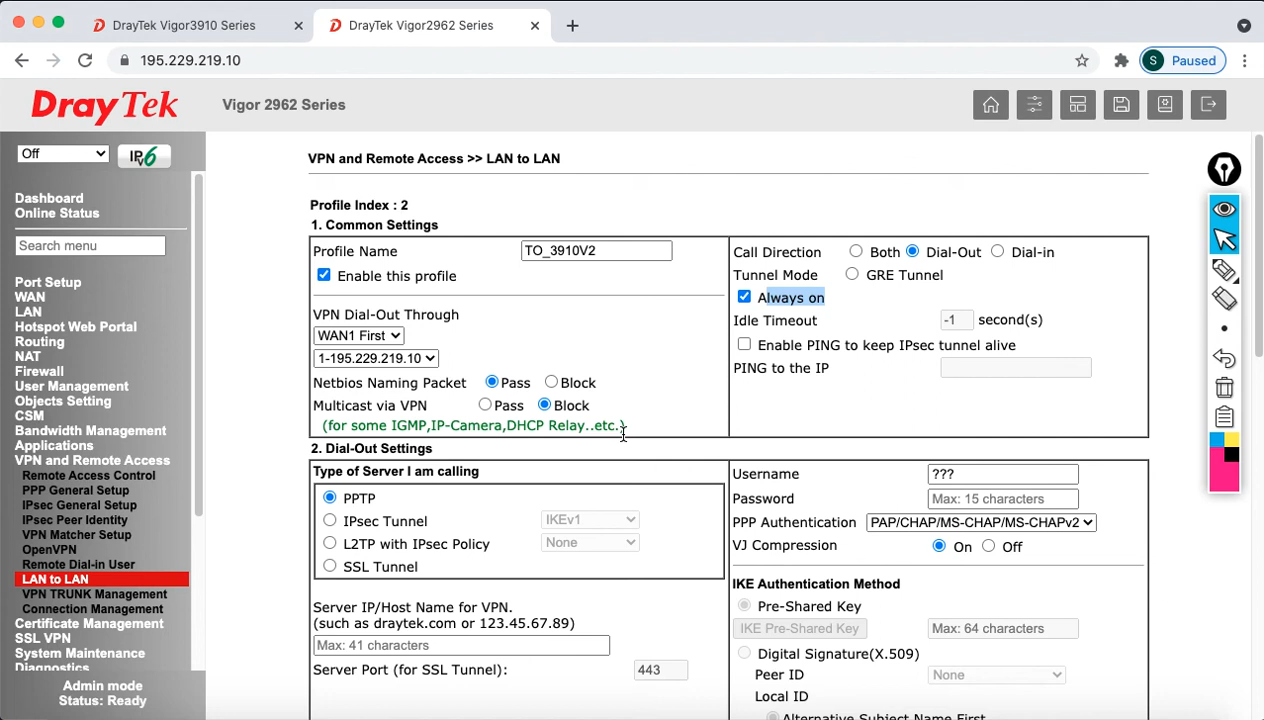 DrayTek Vigor3910 Series
DrayTek Vigor2962 Series
195.229.219.10
S Paused
DrayTek
Vigor 2962 Series
Off
IPv6
Dashboard
Online Status
Search menu
Port Setup
WAN
LAN
Hotspot Web Portal
Routing
NAT
Firewall
User Management
Objects Setting
CSM
Bandwidth Management
Applications
VPN and Remote Access
Remote Access Control
PPP General Setup
IPsec General Setup
IPsec Peer Identity
VPN Matcher Setup
OpenVPN
Remote Dial-in User
LAN to LAN
VPN TRUNK Management
Connection Management
Certificate Management
SSL VPN
System Maintenance
Diagnostics
Admin mode
Status: Ready
VPN and Remote Access >> LAN to LAN
Profile Index : 2
1. Common Settings
Profile Name TO_3910V2
Enable this profile
VPN Dial-Out Through
WAN1 First
1-195.229.219.10
Netbios Naming Packet Pass Block
Multicast via VPN Pass Block
(for some IGMP,IP-Camera,DHCP Relay..etc.)
Call Direction Both Dial-Out Dial-in
Tunnel Mode GRE Tunnel
Always on
Idle Timeout -1 second(s)
Enable PING to keep IPsec tunnel alive
PING to the IP
2. Dial-Out Settings
Type of Server I am calling
PPTP
IPsec Tunnel IKEv1
L2TP with IPsec Policy None
SSL Tunnel
Server IP/Host Name for VPN.
(such as draytek.com or 123.45.67.89)
Max: 41 characters
Server Port (for SSL Tunnel): 443
Username ???
Password Max: 15 characters
PPP Authentication PAP/CHAP/MS-CHAP/MS-CHAPv2
VJ Compression On Off
IKE Authentication Method
Pre-Shared Key
IKE Pre-Shared Key Max: 64 characters
Digital Signature(X.509)
Peer ID None
Local ID
Alternative Subject Name First